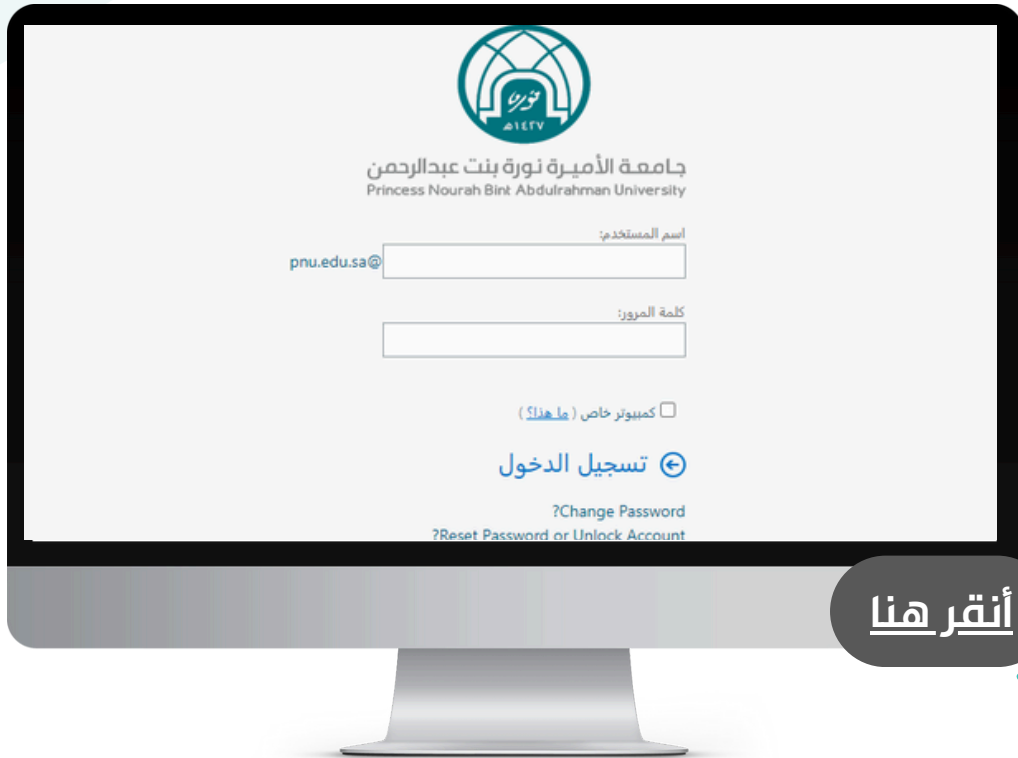 نورة
١٤٢٧هـ
جامعة الأميرة نورة بنت عبدالرحمن
Princess Nourah Bint Abdulrahman University
اسم المستخدم:
@pnu.edu.sa
كلمة المرور:
كمبيوتر خاص ( ما هذا؟ )
تسجيل الدخول
?Change Password
?Reset Password or Unlock Account
أنقر هنا